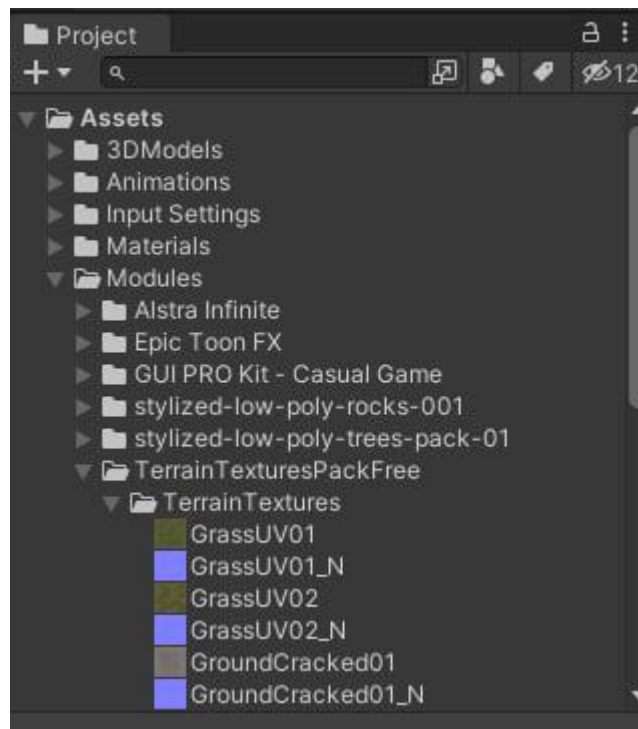 Project
12
Assets
3DModels
Animations
Input Settings
Materials
Modules
Alstra Infinite
Epic Toon FX
GUI PRO Kit - Casual Game
stylized-low-poly-rocks-001
stylized-low-poly-trees-pack-01
TerrainTexturesPackFree
TerrainTextures
GrassUV01
GrassUV01_N
GrassUV02
GrassUV02_N
GroundCracked01
GroundCracked01_N